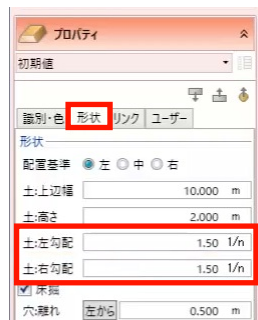 プロパティ
初期値
識別・色 形状 リンク ユーザー
形状
配置基準 左 中 右
土:上辺幅 10.000 m
土:高さ 2.000 m
土:左勾配 1.50 1/n
土:右勾配 1.50 1/n
床掘
穴:離れ 左から 0.500 m